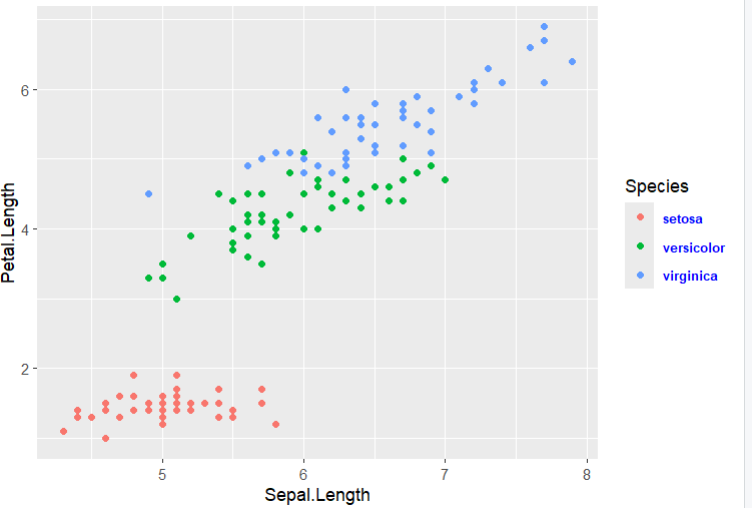 6
4
2
Petal.Length
5 6 7 8
Sepal.Length
Species
setosa
versicolor
virginica